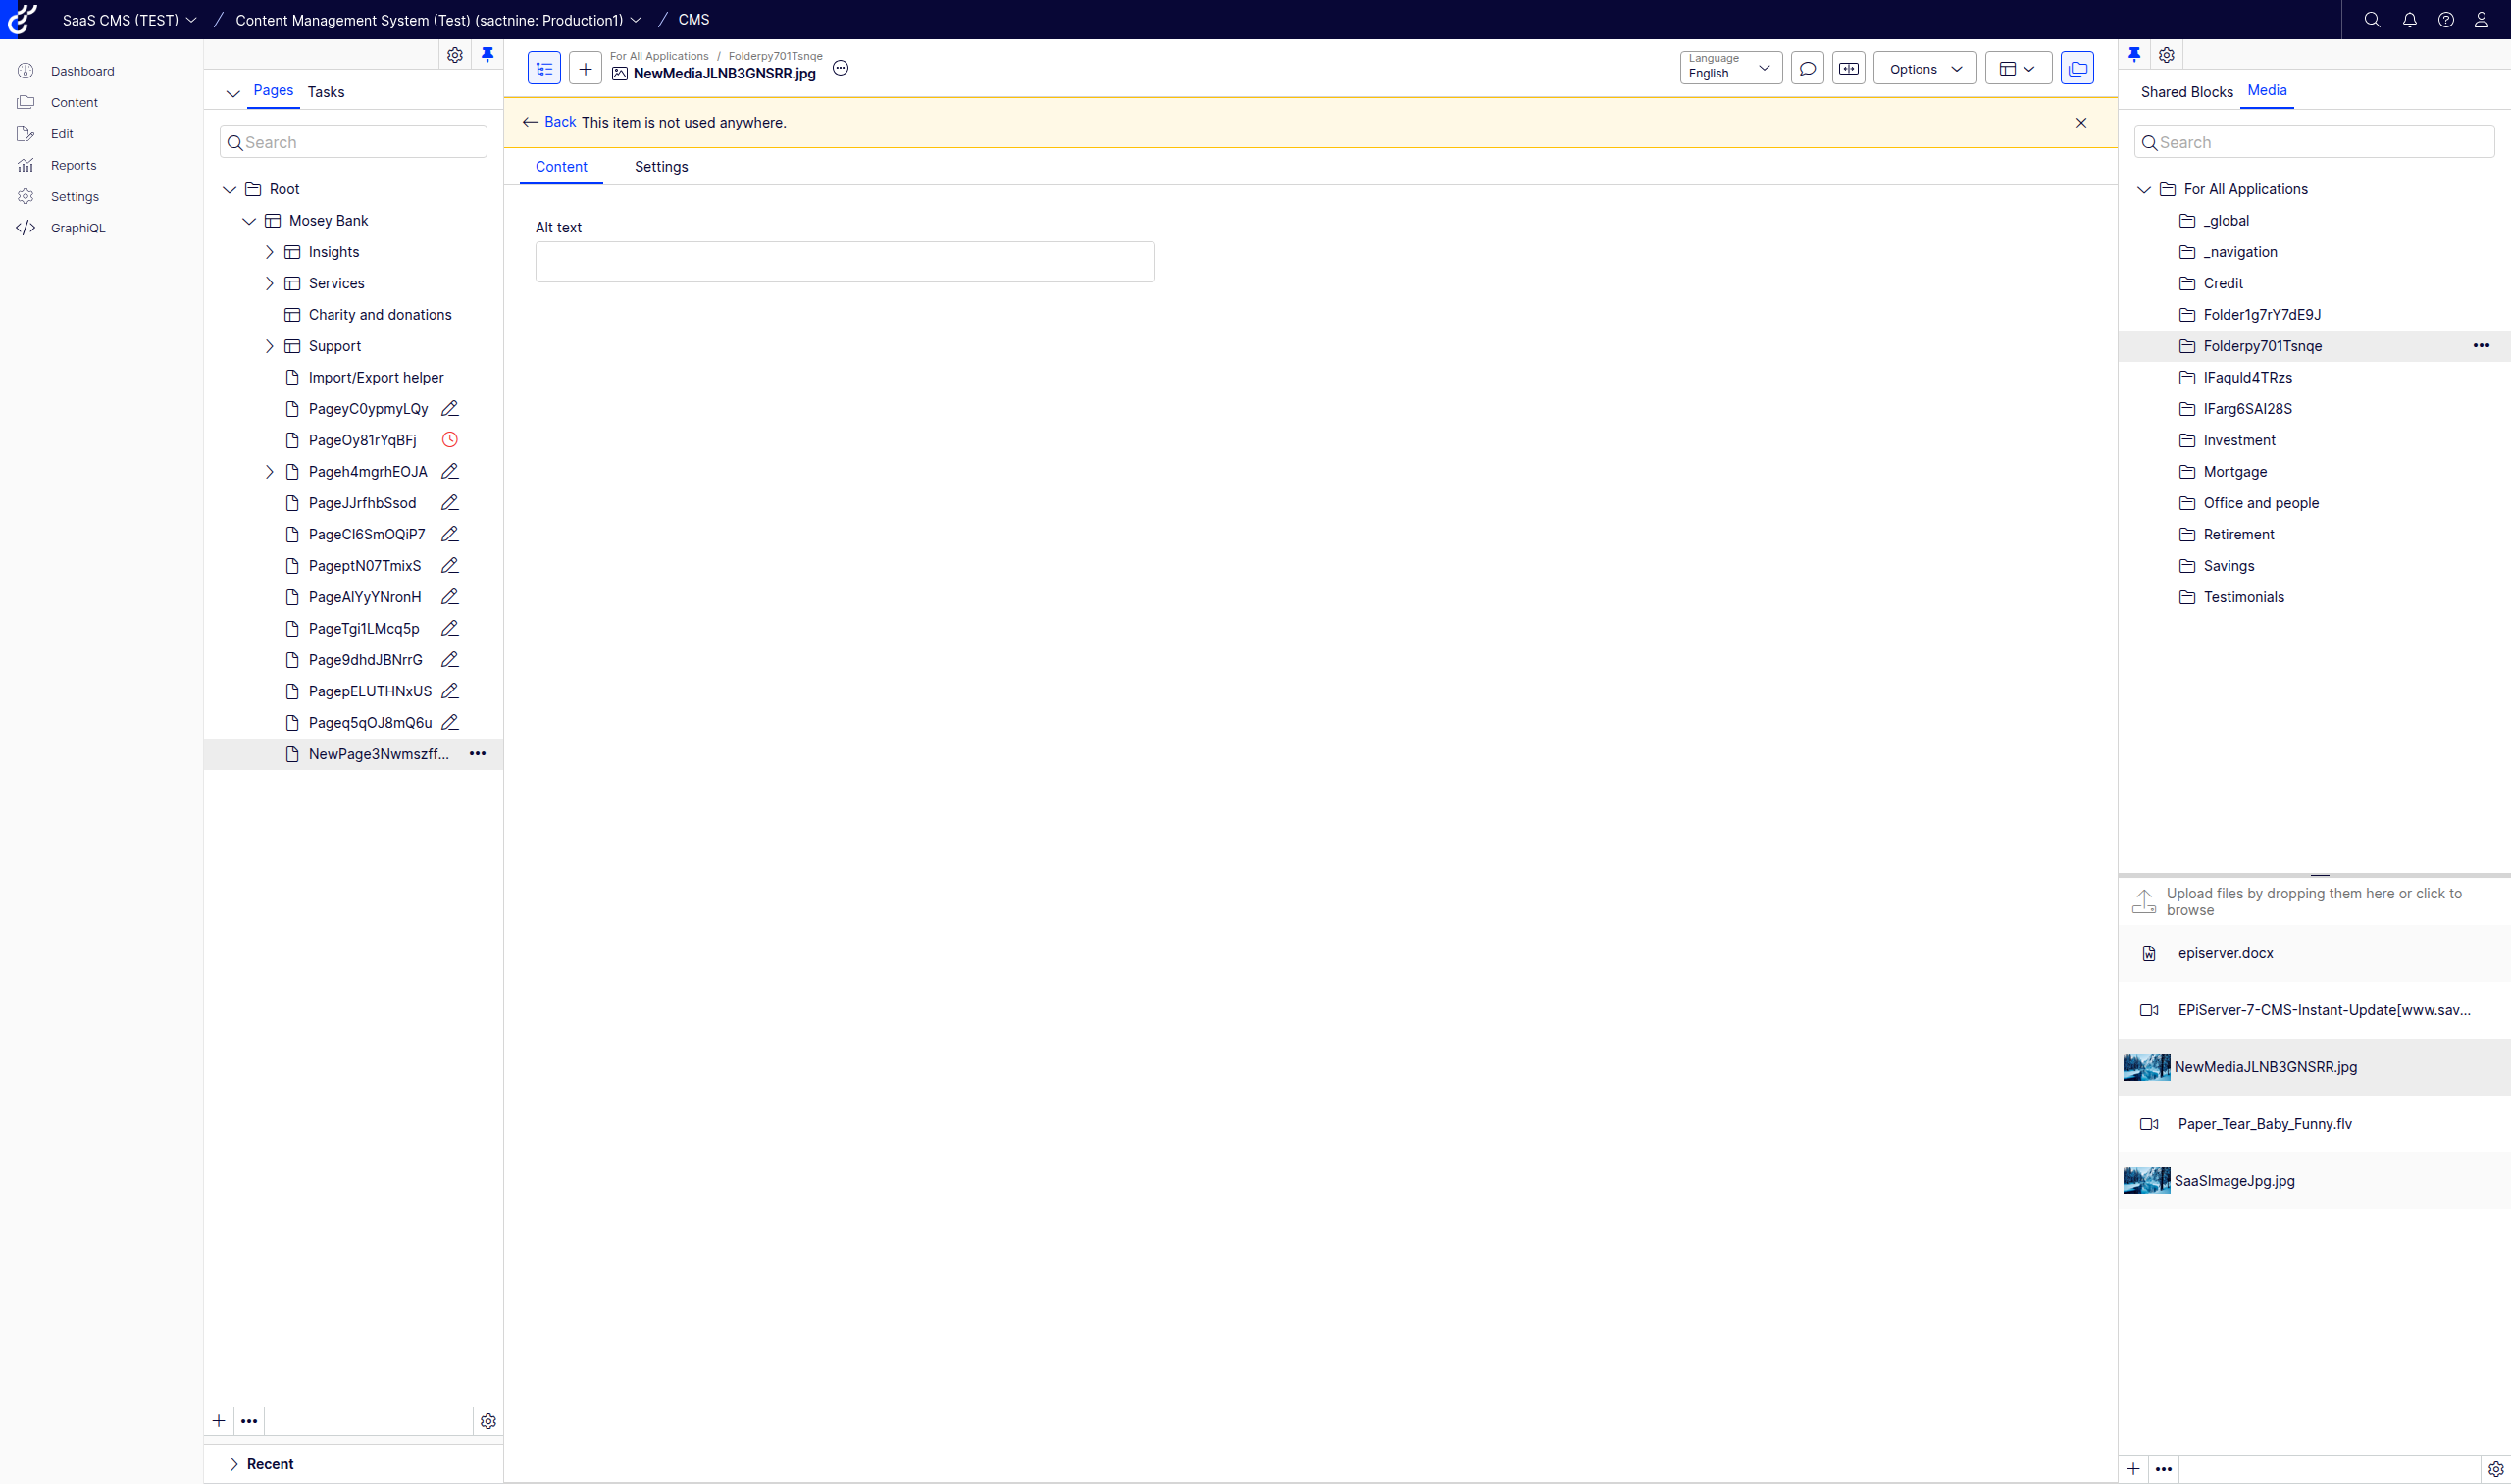 SaaS CMS (TEST) / Content Management System (Test) (sactnine: Production1) / CMS
Dashboard
Content
Edit
Reports
Settings
GraphiQL
Pages Tasks
Search
Root
Mosey Bank
Insights
Services
Charity and donations
Support
Import/Export helper
PageyC0ypmyLQy
PageOy81rYqBFj
Pageh4mgrhEOJA
PageJJrfhbSsod
PageCl6SmOQiP7
PageptN07TmixS
PageAlYyYNronH
PageTgi1LMcq5p
Page9dhdJBNrrG
PagepELUTHNxUS
Pageq5qOJ8mQ6u
NewPage3Nwmszff...
Recent
For All Applications / Folderpy701Tsnqe
NewMediaJLNB3GNSRR.jpg
Language
English
Options
Back This item is not used anywhere.
Content Settings
Alt text
Shared Blocks Media
Search
For All Applications
_global
_navigation
Credit
Folder1g7rY7dE9J
Folderpy701Tsnqe
IFaquld4TRzs
IFarg6SAI28S
Investment
Mortgage
Office and people
Retirement
Savings
Testimonials
Upload files by dropping them here or click to
browse
episerver.docx
EPiServer-7-CMS-Instant-Update[www.sav...
NewMediaJLNB3GNSRR.jpg
Paper_Tear_Baby_Funny.flv
SaaSImageJpg.jpg